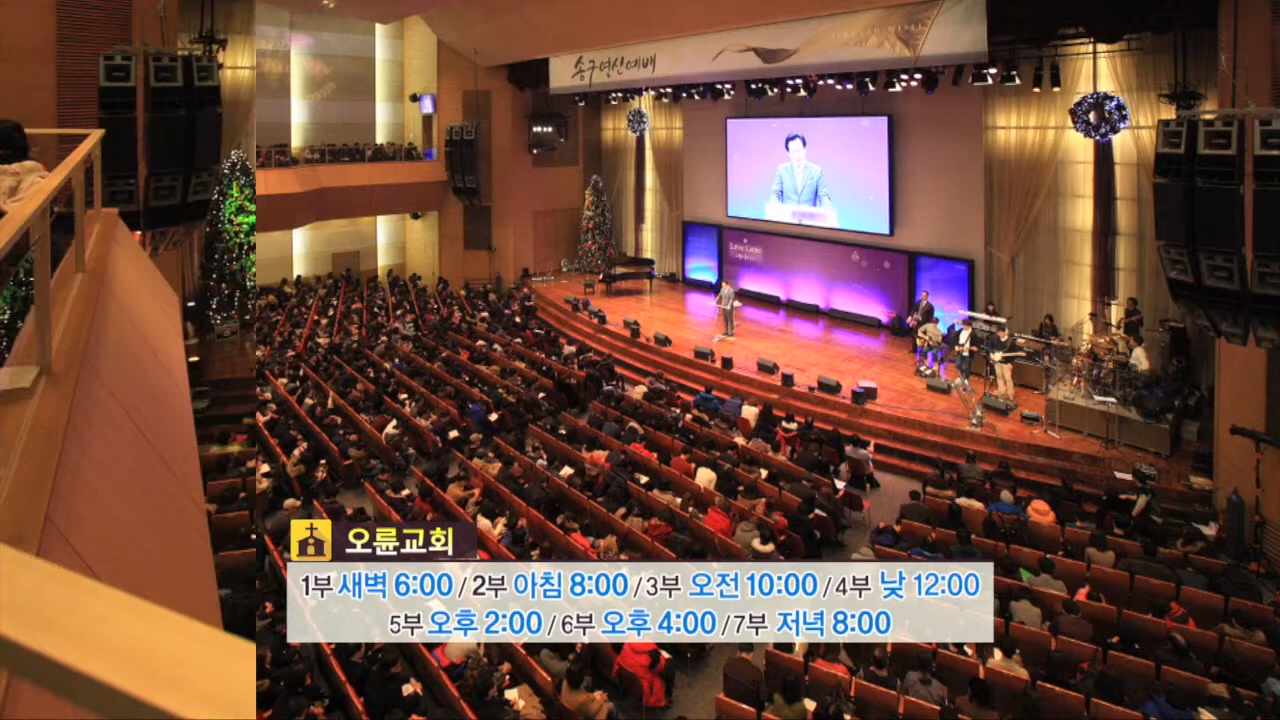 송구영신예배
오륜교회
1부 새벽 6:00 / 2부 아침 8:00 / 3부 오전 10:00 / 4부 낮 12:00
5부 오후 2:00 / 6부 오후 4:00 / 7부 저녁 8:00